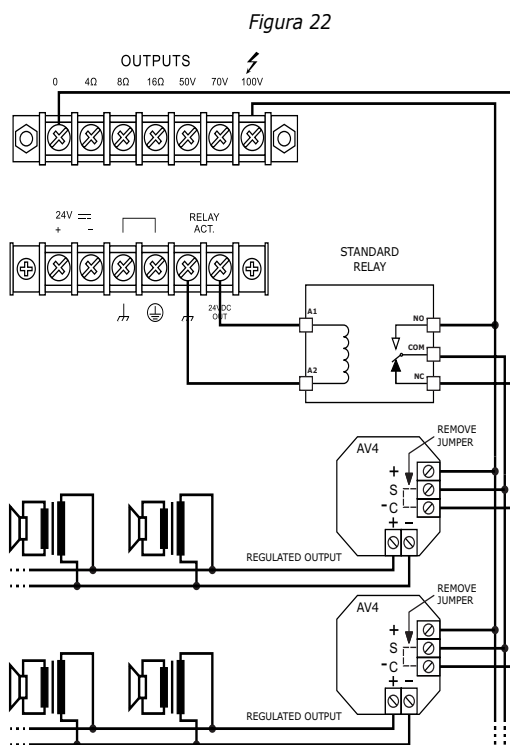 Figura 22
OUTPUTS
0 4Ω 8Ω 16Ω 50V 70V 100V
24V
+ -
RELAY
ACT.
24VDC
OUT
STANDARD
RELAY
A1
A2
NO
COM
NC
AV4
REMOVE
JUMPER
+
S
- C
+ -
REGULATED OUTPUT
AV4
REMOVE
JUMPER
+
S
- C
+ -
REGULATED OUTPUT